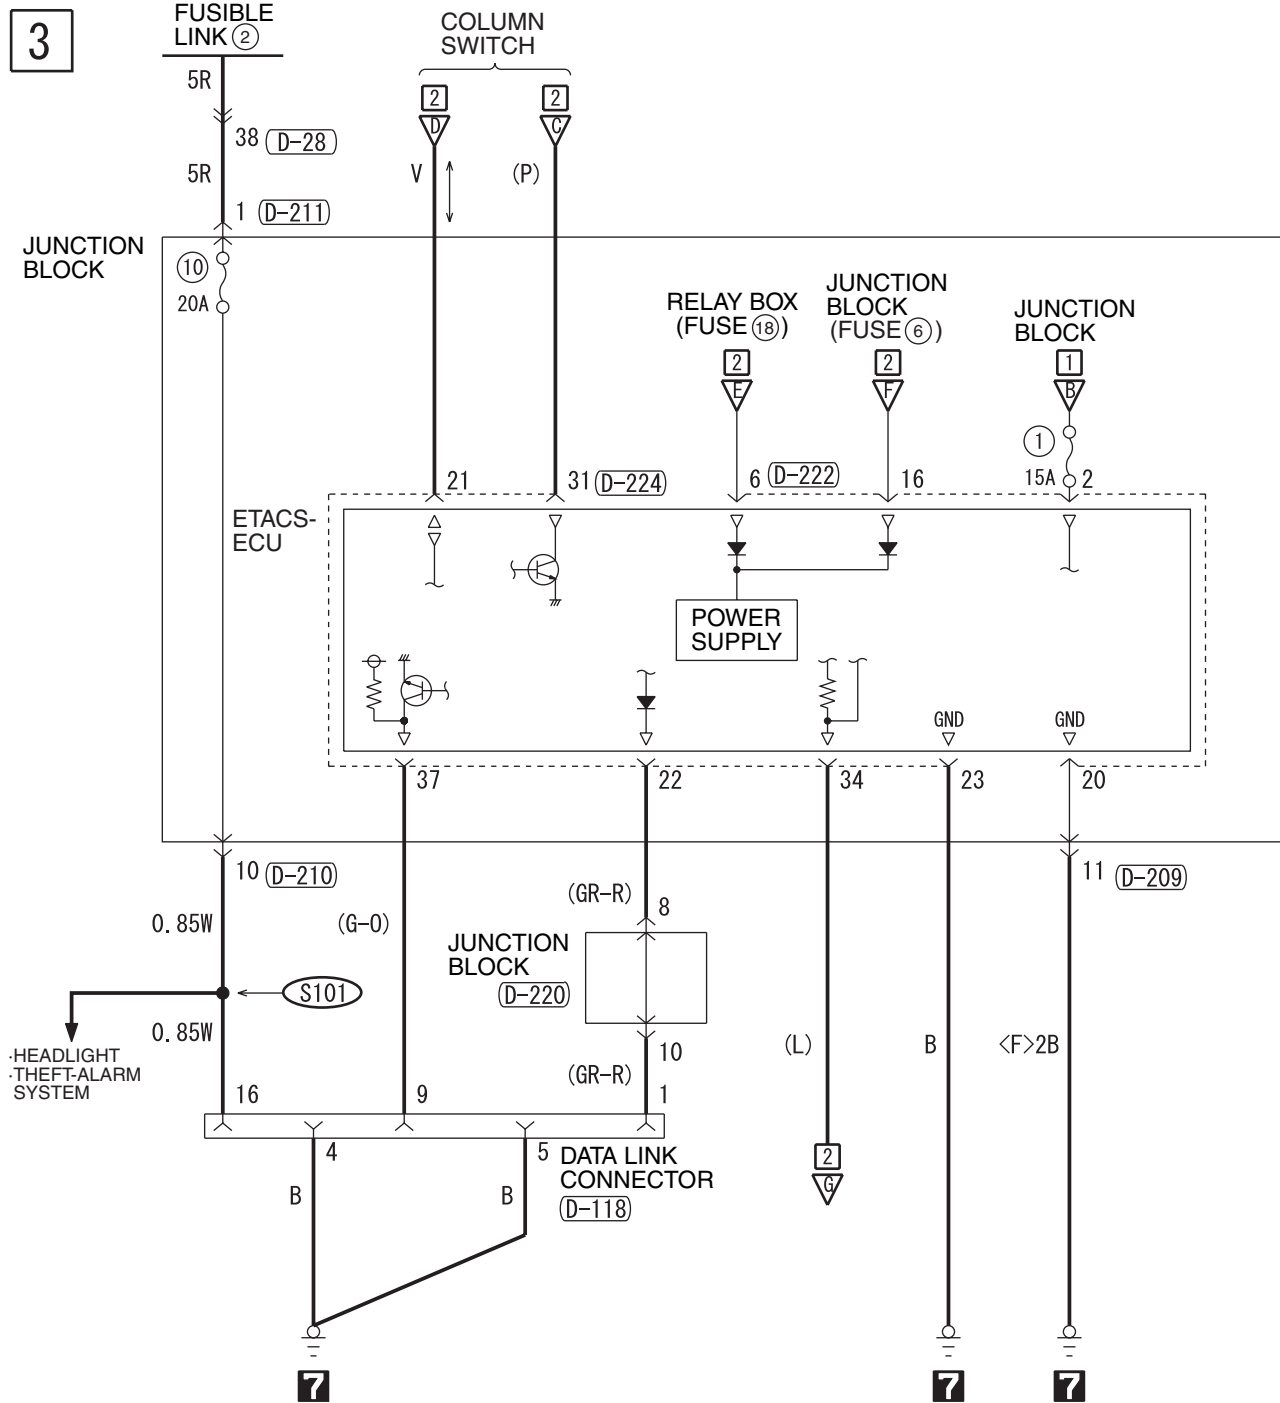 3
FUSIBLE
LINK 2
COLUMN
SWITCH
5R
2
2
D
C
38 D-28
5R
V
(P)
1 D-211
JUNCTION
BLOCK
10
20A
RELAY BOX
(FUSE 18)
JUNCTION
BLOCK
(FUSE 6)
JUNCTION
BLOCK
2
2
1
E
F
B
1
15A
21
31 D-224
6 D-222
16
2
ETACS-
ECU
POWER
SUPPLY
GND
GND
37
22
34
23
20
10 D-210
11 D-209
(GR-R)
8
0.85W
(G-O)
JUNCTION
BLOCK
D-220
S101
0.85W
·HEADLIGHT
·THEFT-ALARM
SYSTEM
10
(L)
B
<F>2B
(GR-R)
16
9
1
4
5
DATA LINK
CONNECTOR
D-118
B
B
2
G
7
7
7